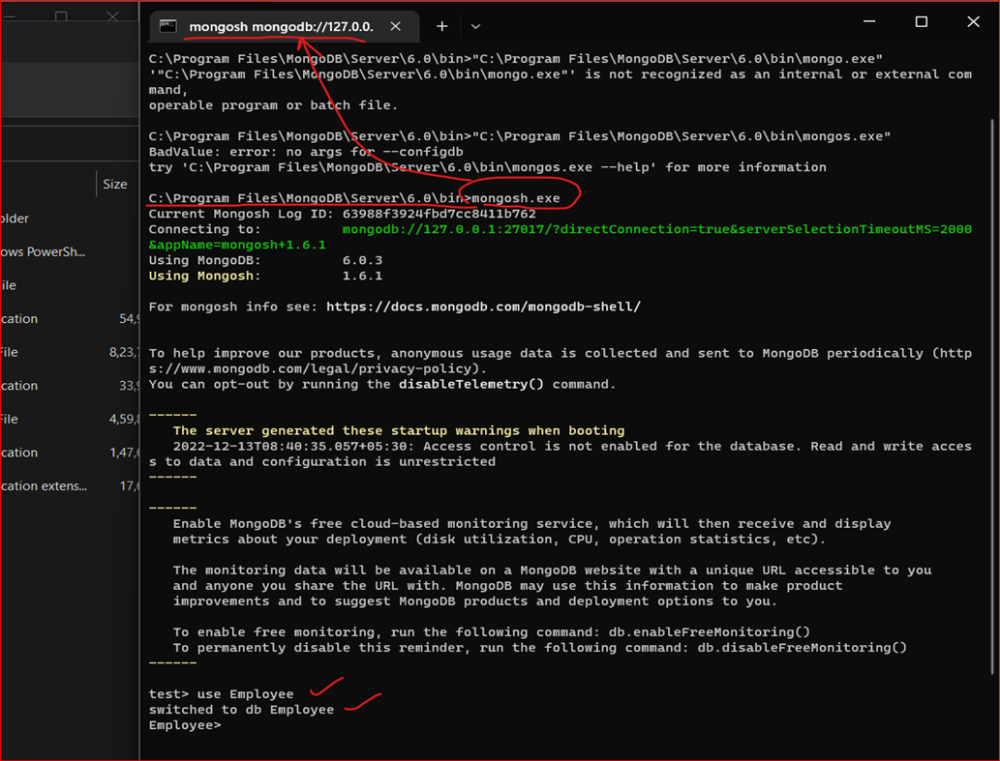 mongosh mongodb://127.0.0.
C:\Program Files\MongoDB\Server\6.0\bin>"C:\Program Files\MongoDB\Server\6.0\bin\mongo.exe"
'"C:\Program Files\MongoDB\Server\6.0\bin\mongo.exe"' is not recognized as an internal or external com
mand,
operable program or batch file.
C:\Program Files\MongoDB\Server\6.0\bin>"C:\Program Files\MongoDB\Server\6.0\bin\mongos.exe"
BadValue: error: no args for --configdb
try 'C:\Program Files\MongoDB\Server\6.0\bin\mongos.exe --help' for more information
C:\Program Files\MongoDB\Server\6.0\bin>mongosh.exe
Current Mongosh Log ID: 63988f3924fbd7cc8411b762
Connecting to: mongodb://127.0.0.1:27017/?directConnection=true&serverSelectionTimeoutMS=2000
&appName=mongosh+1.6.1
Using MongoDB: 6.0.3
Using Mongosh: 1.6.1
For mongosh info see: https://docs.mongodb.com/mongodb-shell/
To help improve our products, anonymous usage data is collected and sent to MongoDB periodically (http
s://www.mongodb.com/legal/privacy-policy).
You can opt-out by running the disableTelemetry() command.
------
The server generated these startup warnings when booting
2022-12-13T08:40:35.057+05:30: Access control is not enabled for the database. Read and write acces
s to data and configuration is unrestricted
------
------
Enable MongoDB's free cloud-based monitoring service, which will then receive and display
metrics about your deployment (disk utilization, CPU, operation statistics, etc).
The monitoring data will be available on a MongoDB website with a unique URL accessible to you
and anyone you share the URL with. MongoDB may use this information to make product
improvements and to suggest MongoDB products and deployment options to you.
To enable free monitoring, run the following command: db.enableFreeMonitoring()
To permanently disable this reminder, run the following command: db.disableFreeMonitoring()
------
test> use Employee
switched to db Employee
Employee>
Size
older
ows PowerSh...
ile
cation 54,9
File 8,23,7
cation 33,9
File 4,59,8
cation 1,47,6
cation extens... 17,6